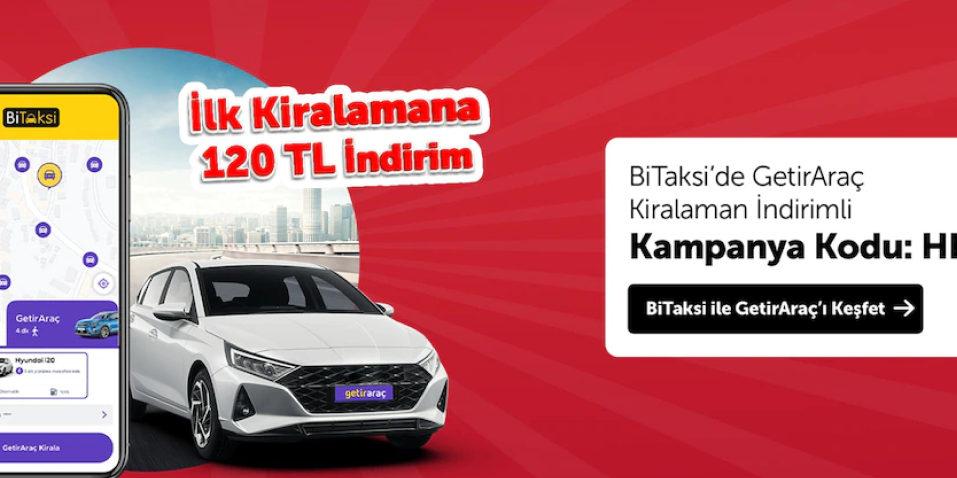 BiTaksi
İlk Kiralamana
120 TL İndirim
GetirAraç
4 dk
Hyundai i20
GetirAraç Kirala
getiraraç
BiTaksi’de GetirAraç
Kiralaman İndirimli
Kampanya Kodu:
BiTaksi ile GetirAraç’ı Keşfet →